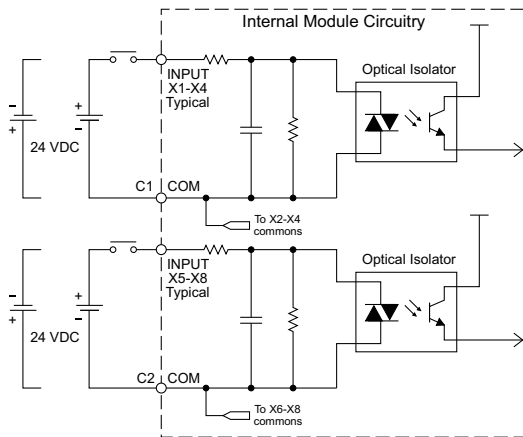 Internal Module Circuitry
INPUT
X1-X4
Typical
Optical Isolator
-
+
+
-
24 VDC
C1
COM
To X2-X4
commons
INPUT
X5-X8
Typical
Optical Isolator
-
+
+
-
24 VDC
C2
COM
To X6-X8
commons